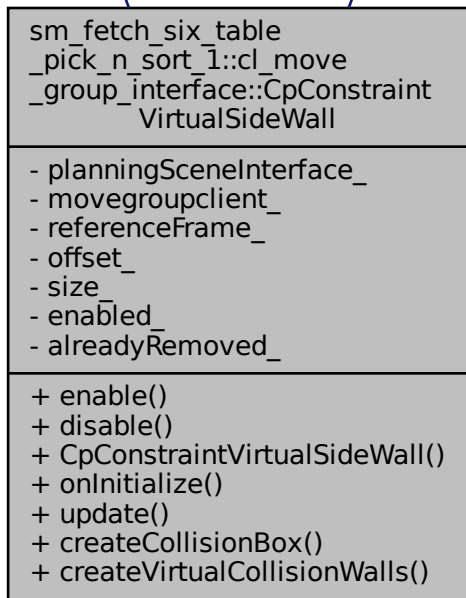 sm_fetch_six_table
_pick_n_sort_1::cl_move
_group_interface::CpConstraint
VirtualSideWall
- planningSceneInterface_
- movegroupclient_
- referenceFrame_
- offset_
- size_
- enabled_
- alreadyRemoved_
+ enable()
+ disable()
+ CpConstraintVirtualSideWall()
+ onInitialize()
+ update()
+ createCollisionBox()
+ createVirtualCollisionWalls()